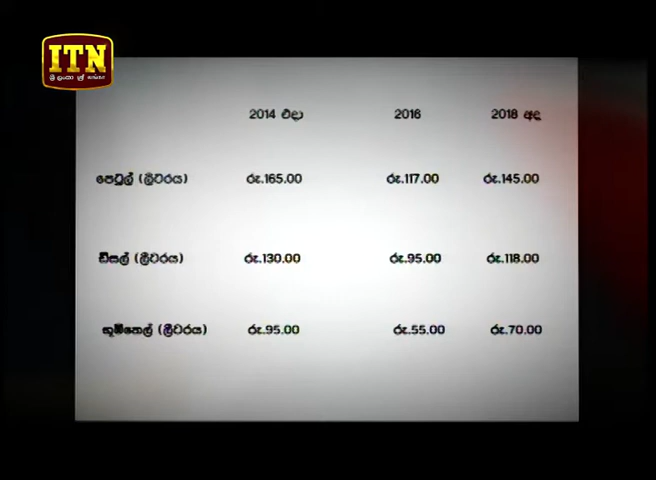 ITN
ශ්‍රී ලංකා ශ්‍රී ලංකා
2014 එදා 2016 2018 අද
පෙට්‍රල් (ලීටරය) රු.165.00 රු.117.00 රු.145.00
ඩීසල් (ලීටරය) රු.130.00 රු.95.00 රු.118.00
භූමිතෙල් (ලීටරය) රු.95.00 රු.55.00 රු.70.00